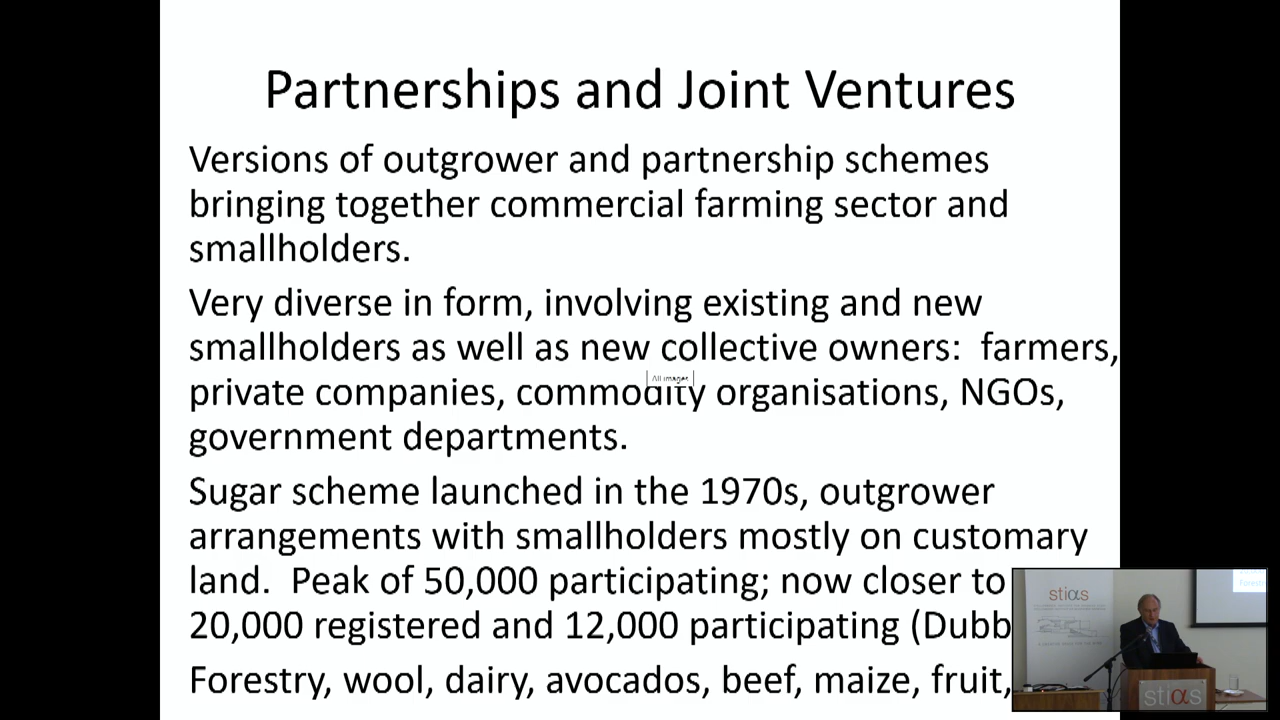 Partnerships and Joint Ventures
Versions of outgrower and partnership schemes
bringing together commercial farming sector and
smallholders.
Very diverse in form, involving existing and new
smallholders as well as new collective owners:  farmers,
All images
private companies, commodity organisations, NGOs,
government departments.
Sugar scheme launched in the 1970s, outgrower
arrangements with smallholders mostly on customary
land.  Peak of 50,000 participating; now closer to
20,000 registered and 12,000 participating (Dubb
Forestry, wool, dairy, avocados, beef, maize, fruit,
stias
stias